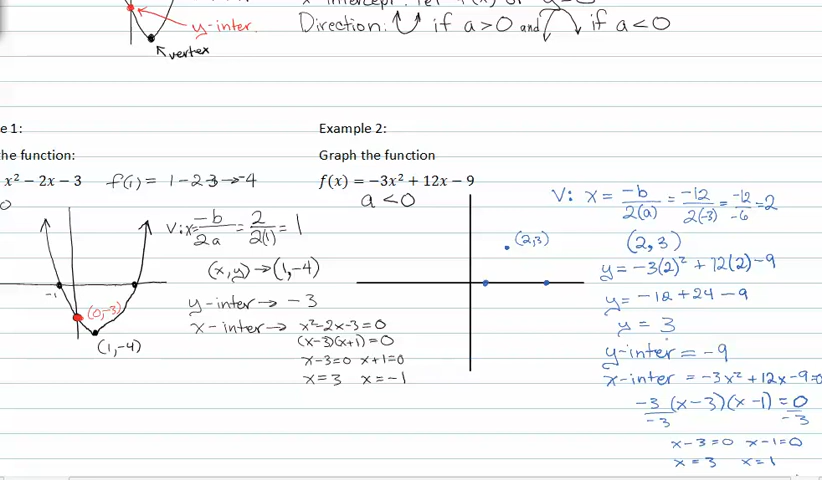 y-inter.
vertex
Direction: if a>0 and if a<0
e 1:
the function:
x² − 2x − 3 f(1) = 1-2-3→-4
0
V: x= -b/2a = 2/2(1) = 1
(x,y)→(1,-4)
y-inter → -3
x-inter → x²-2x-3=0
(x-3)(x+1)=0
x-3=0 x+1=0
x=3 x=-1
-1
(0,-3)
(1,-4)
Example 2:
Graph the function
f(x) = −3x² + 12x − 9
a<0
(2,3)
V: x = -b/2(a) = -12/2(-3) = -12/-6 = 2
(2,3)
y=-3(2)²+12(2)-9
y=-12+24-9
y=3
y-inter = -9
x-inter = -3x²+12x-9=0
-3/-3 (x-3)(x-1)=0/-3
x-3=0 x-1=0
x=3 x=1